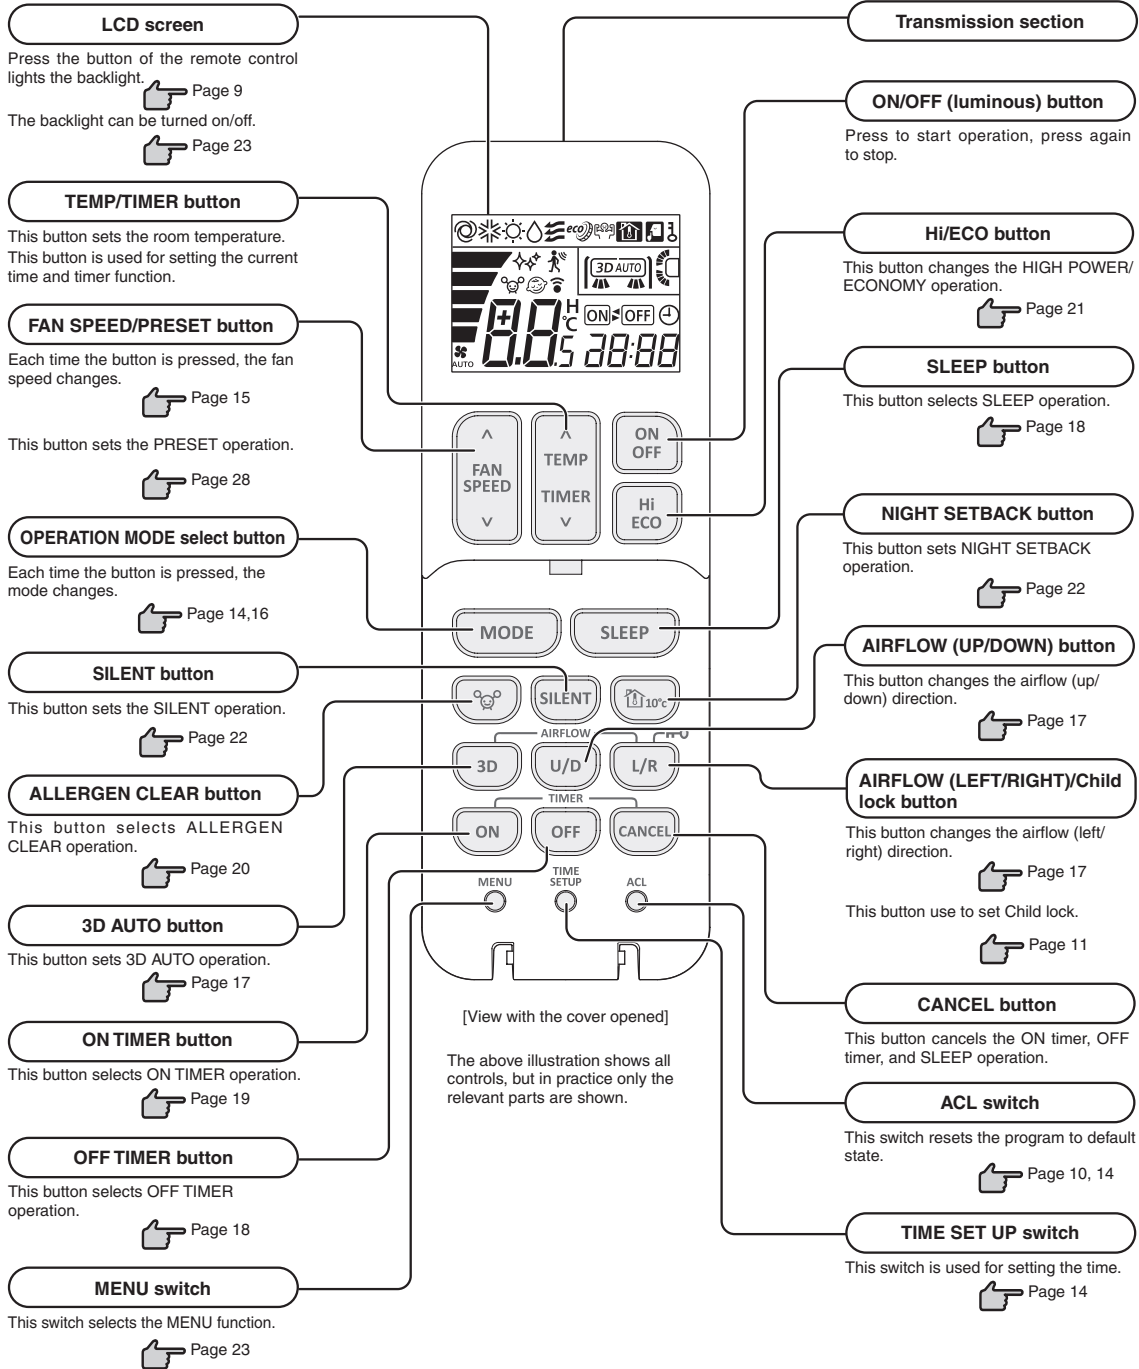 LCD screen
Press the button of the remote control
lights the backlight.
Page 9
The backlight can be turned on/off.
Page 23
TEMP/TIMER button
This button sets the room temperature.
This button is used for setting the current
time and timer function.
FAN SPEED/PRESET button
Each time the button is pressed, the fan
speed changes.
Page 15
This button sets the PRESET operation.
Page 28
OPERATION MODE select button
Each time the button is pressed, the
mode changes.
Page 14,16
SILENT button
This button sets the SILENT operation.
Page 22
ALLERGEN CLEAR button
This button selects ALLERGEN
CLEAR operation.
Page 20
3D AUTO button
This button sets 3D AUTO operation.
Page 17
ON TIMER button
This button selects ON TIMER operation.
Page 19
OFF TIMER button
This button selects OFF TIMER
operation.
Page 18
MENU switch
This switch selects the MENU function.
Page 23
eco
3D AUTO
H
°C
ON OFF
AUTO
8.8.5 28:88
FAN
SPEED
TEMP
TIMER
ON
OFF
Hi
ECO
MODE
SLEEP
SILENT
10°c
AIRFLOW
3D
U/D
L/R
TIMER
ON
OFF
CANCEL
MENU
TIME
SETUP
ACL
[View with the cover opened]
The above illustration shows all
controls, but in practice only the
relevant parts are shown.
Transmission section
ON/OFF (luminous) button
Press to start operation, press again
to stop.
Hi/ECO button
This button changes the HIGH POWER/
ECONOMY operation.
Page 21
SLEEP button
This button selects SLEEP operation.
Page 18
NIGHT SETBACK button
This button sets NIGHT SETBACK
operation.
Page 22
AIRFLOW (UP/DOWN) button
This button changes the airflow (up/
down) direction.
Page 17
AIRFLOW (LEFT/RIGHT)/Child
lock button
This button changes the airflow (left/
right) direction.
Page 17
This button use to set Child lock.
Page 11
CANCEL button
This button cancels the ON timer, OFF
timer, and SLEEP operation.
ACL switch
This switch resets the program to default
state.
Page 10, 14
TIME SET UP switch
This switch is used for setting the time.
Page 14